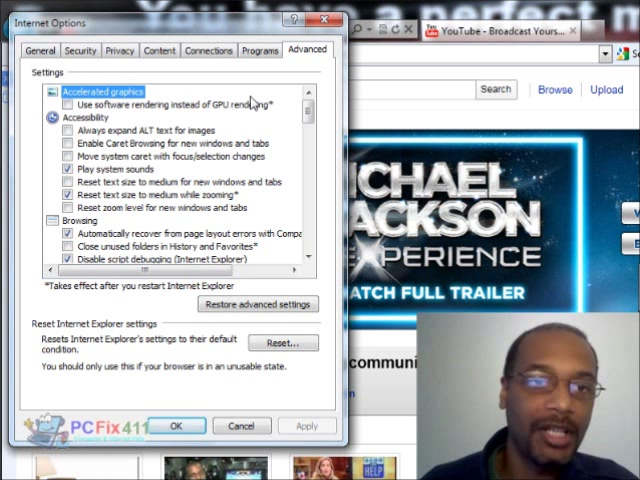 You have a perfect m
Internet Options
YouTube - Broadcast Yours...
General
Security
Privacy
Content
Connections
Programs
Advanced
Settings
Accelerated graphics
Use software rendering instead of GPU rendering*
Accessibility
Always expand ALT text for images
Enable Caret Browsing for new windows and tabs
Move system caret with focus/selection changes
Play system sounds
Reset text size to medium for new windows and tabs
Reset text size to medium while zooming*
Reset zoom level for new windows and tabs
Browsing
Automatically recover from page layout errors with Compa
Close unused folders in History and Favorites*
Disable script debugging (Internet Explorer)
*Takes effect after you restart Internet Explorer
Restore advanced settings
Reset Internet Explorer settings
Resets Internet Explorer's settings to their default
condition.
Reset...
You should only use this if your browser is in an unusable state.
OK
Cancel
Apply
PCFix411
Se
Search
Browse
Upload
MICHAEL
JACKSON
EXPERIENCE
ATCH FULL TRAILER
communi
HELP